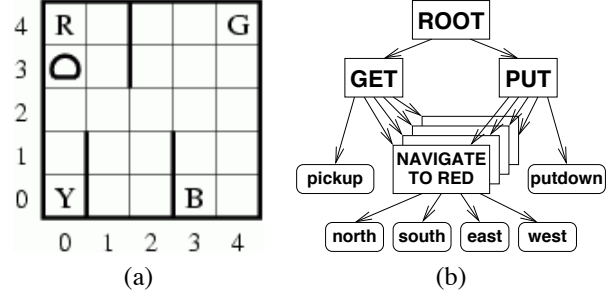 4 R G
3
2
1
0 Y B
0 1 2 3 4
(a)
ROOT
GET PUT
pickup NAVIGATE TO RED putdown
north south east west
(b)